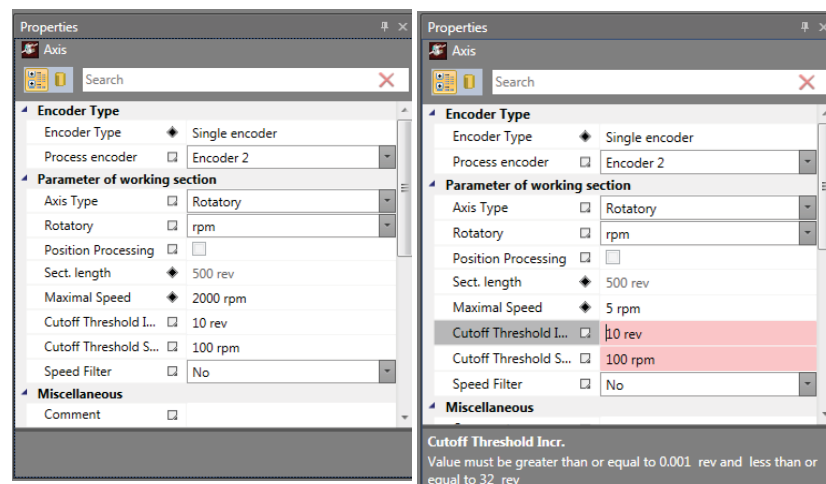 Properties
Axis
Search
Encoder Type
Encoder Type Single encoder
Process encoder Encoder 2
Parameter of working section
Axis Type Rotatory
Rotatory rpm
Position Processing
Sect. length 500 rev
Maximal Speed 2000 rpm
Cutoff Threshold I... 10 rev
Cutoff Threshold S... 100 rpm
Speed Filter No
Miscellaneous
Comment
Properties
Axis
Search
Encoder Type
Encoder Type Single encoder
Process encoder Encoder 2
Parameter of working section
Axis Type Rotatory
Rotatory rpm
Position Processing
Sect. length 500 rev
Maximal Speed 5 rpm
Cutoff Threshold I... 10 rev
Cutoff Threshold S... 100 rpm
Speed Filter No
Miscellaneous
Cutoff Threshold Incr.
Value must be greater than or equal to 0.001 rev and less than or
equal to 32 rev